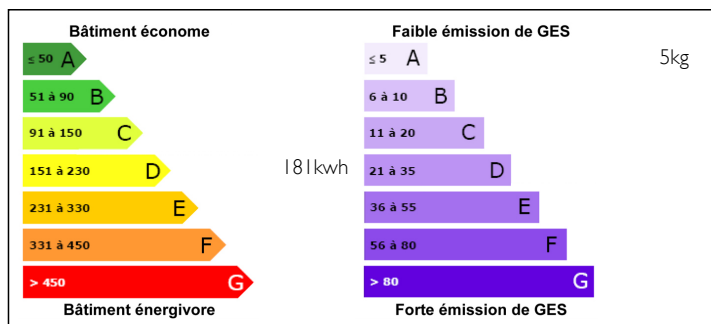 Bâtiment économe
≤ 50 A
51 à 90 B
91 à 150 C
151 à 230 D
181kwh
231 à 330 E
331 à 450 F
> 450 G
Bâtiment énergivore
Faible émission de GES
≤ 5 A
5kg
6 à 10 B
11 à 20 C
21 à 35 D
36 à 55 E
56 à 80 F
> 80 G
Forte émission de GES